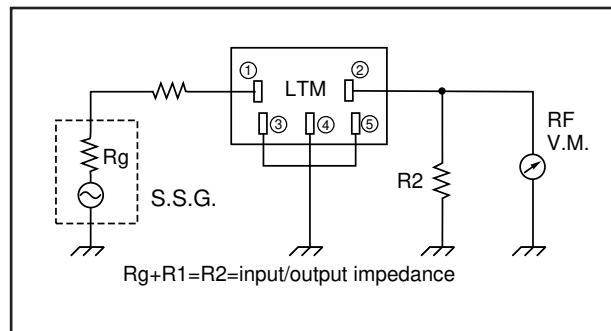 ① LTM ②
③ ④ ⑤
Rg
S.S.G.
R2
RF
V.M.
Rg+R1=R2=input/output impedance